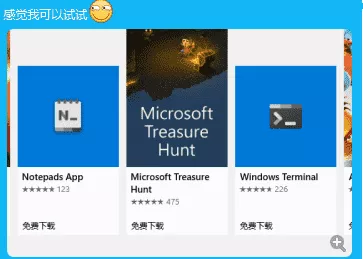 感觉我可以试试
N_
Microsoft
Treasure
Hunt
Notepads App
★★★★★ 123
免费下载
Microsoft Treasure
Hunt
★★★★★ 475
免费下载
Windows Terminal
★★★★★ 226
免费下载